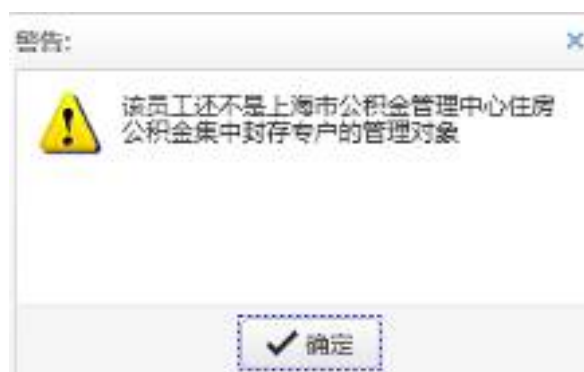 警告:
该员工还不是上海市公积金管理中心住房
公积金集中封存专户的管理对象
确定